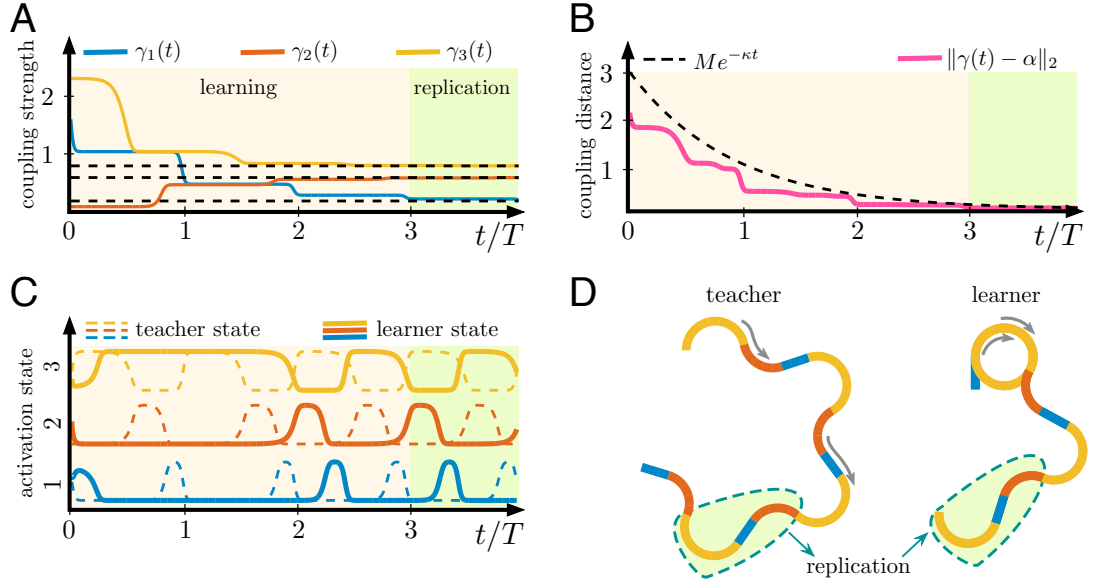 A
γ₁(t) γ₂(t) γ₃(t)
coupling strength
learning replication
2
1
0 1 2 3 t/T
B
Me^{-κt} ‖γ(t) − α‖₂
coupling distance
3
2
1
0 1 2 3 t/T
C
teacher state learner state
activation state
3
2
1
0 1 2 3 t/T
D
teacher learner
replication